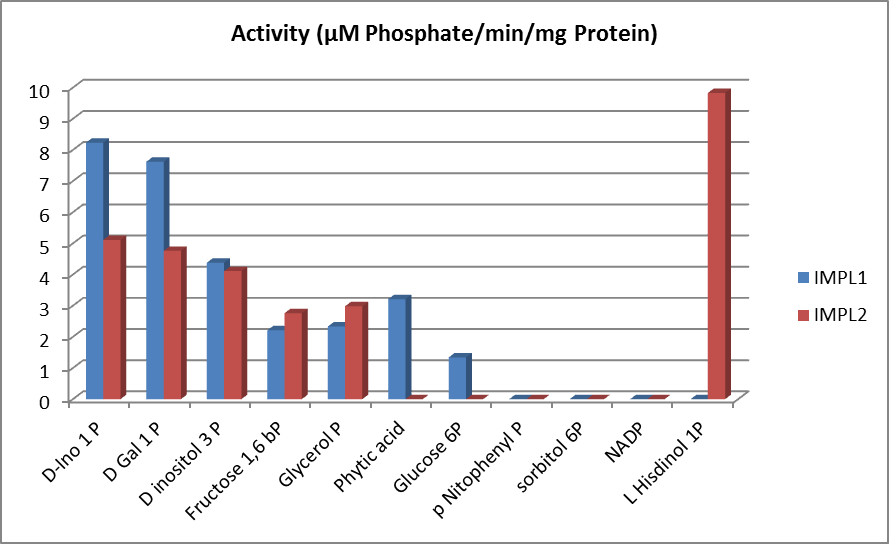 Activity (µM Phosphate/min/mg Protein)
10
9
8
7
6
5
4
3
2
1
0
D-Ino 1 P
D Gal 1 P
D inositol 3 P
Fructose 1,6 bP
Glycerol P
Phytic acid
Glucose 6P
p Nitophenyl P
sorbitol 6P
NADP
L Hisdinol 1P
IMPL1
IMPL2